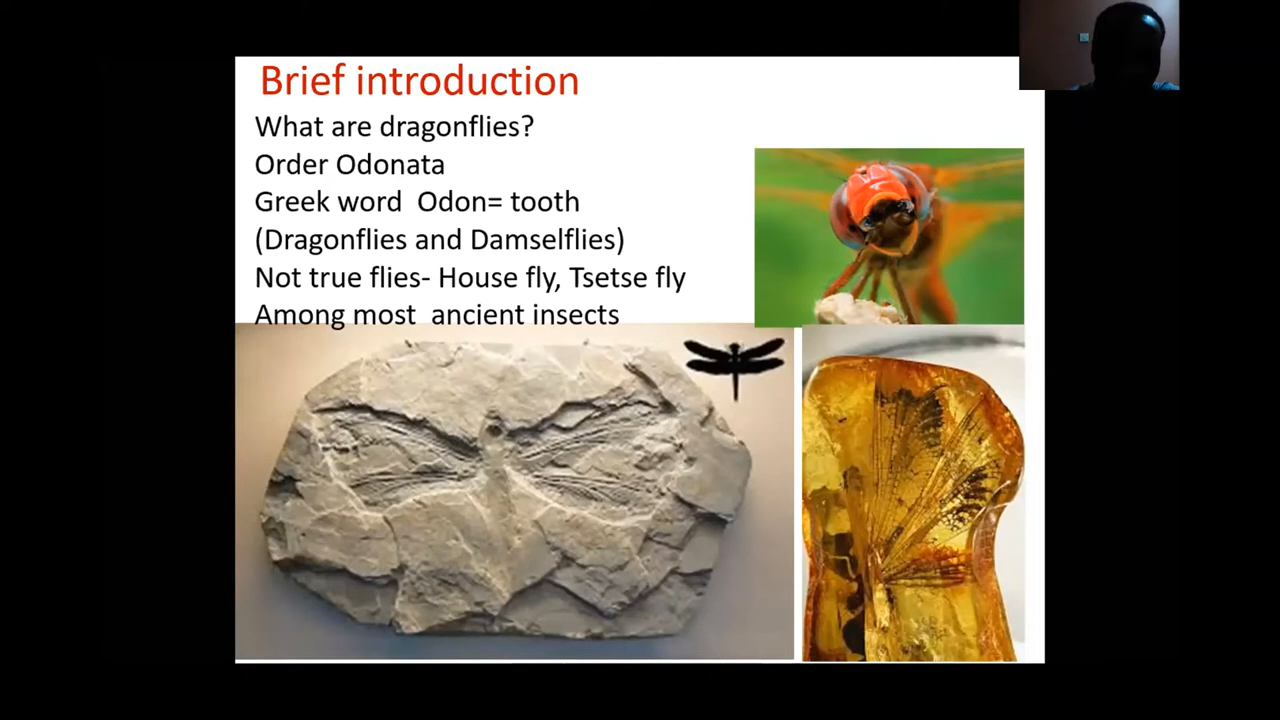 Brief introduction
What are dragonflies?
Order Odonata
Greek word Odon= tooth
(Dragonflies and Damselflies)
Not true flies- House fly, Tsetse fly
Among most ancient insects